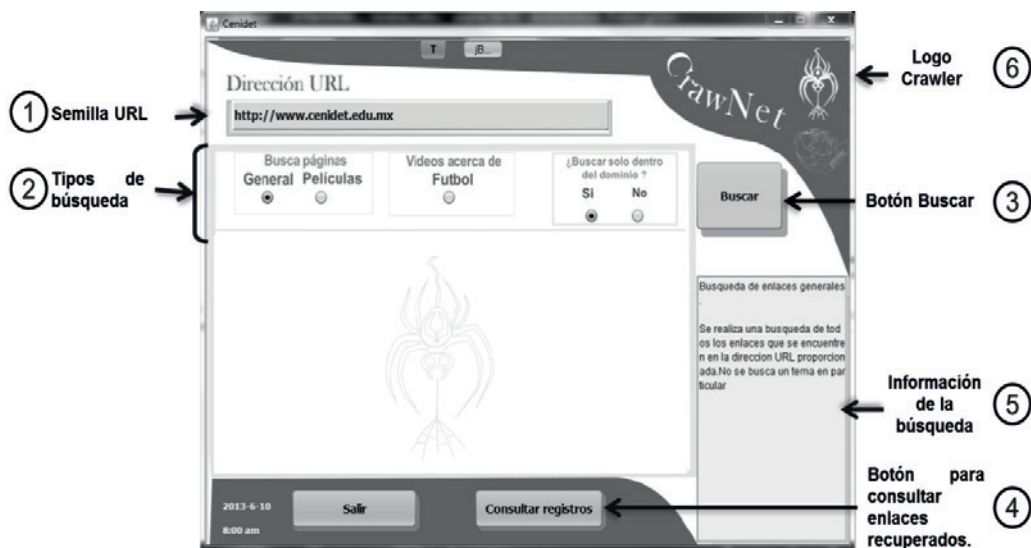 Cenidet
T
jB...
Dirección URL
http://www.cenidet.edu.mx
CrawNet
Busca páginas
General Películas
Videos acerca de
Futbol
¿Buscar solo dentro
del dominio ?
Si No
Buscar
Busqueda de enlaces generales
.
Se realiza una busqueda de tod
os los enlaces que se encuentre
n en la direccion URL proporcion
ada.No se busca un tema en par
ticular
2013-6-10
8:00 am
Salir
Consultar registros
1 Semilla URL
2 Tipos de
búsqueda
Logo
Crawler
6
Botón Buscar 3
Información
de la
búsqueda
5
Botón para
consultar
enlaces
recuperados.
4